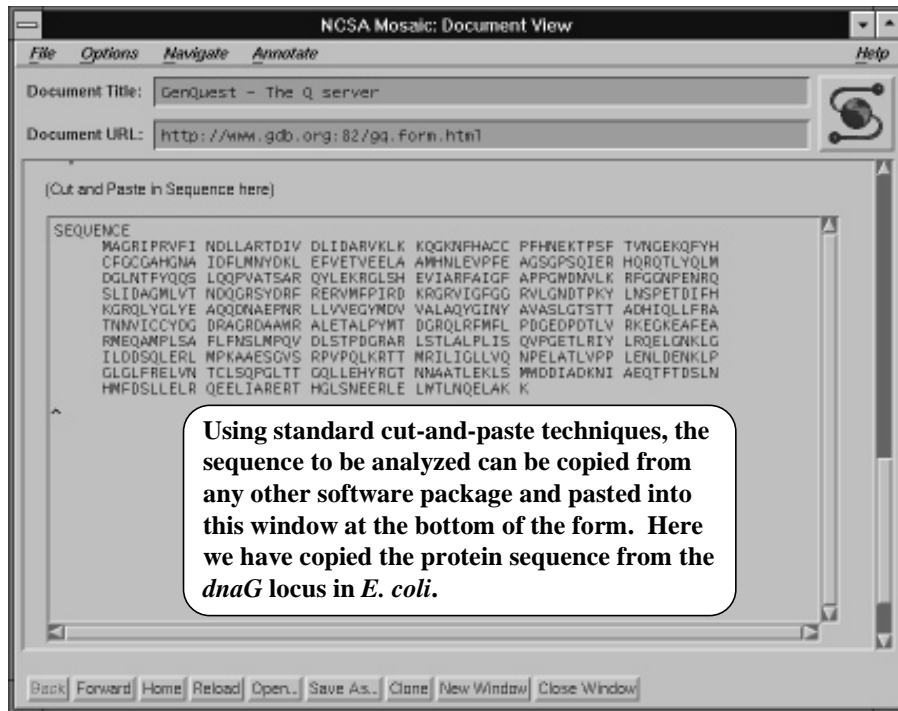 NCSA Mosaic: Document View
File Options Navigate Annotate Help
Document Title: GenQuest - The Q server
Document URL: http://www.gdb.org:82/gq.form.html
(Cut and Paste in Sequence here)
SEQUENCE
MAGRIPRVFI NDLLARTDIV DLIDARVKLK KQGKNFHACC PFHNEKTPSF TVNGEKQFYH
CFGCGAHGNA IDFLMNYDKL EFVETVEELA AMHNLEVPFE AGSGPSQIER HQRQTLYQLM
DGLNTFYQQS LQQPVATSAR QYLEKRGLSH EVIARFAIGF APPGWDNVLK RFGGNPENRQ
SLIDAGMLVT NDQGRSYDRF RERVMFPIRD KRGRVIGFGG RVLGNDTPKY LNSPETDIFH
KGRQLYGLYE AQQDNAEPNR LLVVEGYMDV VALAQYGINY AVASLGTSTT ADHIQLLFRA
TNNVICCYDG DRAGRDAAWR ALETALPYMT DGRQLRFMFL PDGEDPDTLV RKEGKEAFEA
RMEQAMPLSA FLFNSLMPQV DLSTPDGRAR LSTLALPLIS QVPGETLRIY LRQELGNKLG
ILDDSQLERL MPKAAESGVS RPVPQLKRTT MRILIGLLVQ NPELATLVPP LENLDENKLP
GLGLFRELVN TCLSQPGLTT GQLLEHYRGT NNAATLEKLS MWDDIADKNI AEQTFTDSLN
HMFDSLLELR QEELIARERT HGLSNEERLE LWTLNQELAK K
^
Using standard cut-and-paste techniques, the
sequence to be analyzed can be copied from
any other software package and pasted into
this window at the bottom of the form. Here
we have copied the protein sequence from the
dnaG locus in E. coli.
Back Forward Home Reload Open... Save As... Clone New Window Close Window